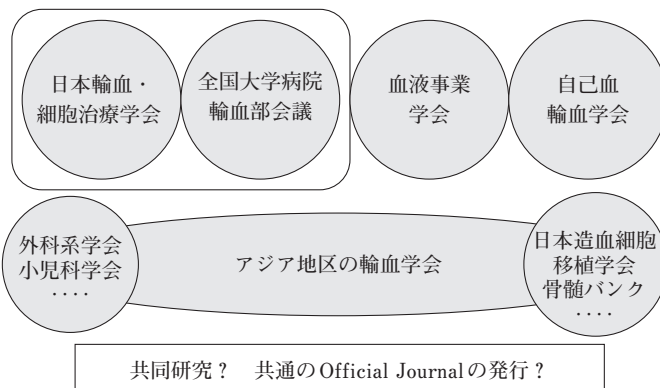 日本輸血・
細胞治療学会
全国大学病院
輸血部会議
血液事業
学会
自己血
輸血学会
外科系学会
小児科学会
‥‥
アジア地区の輸血学会
日本造血細胞
移植学会
骨髄バンク
‥‥
共同研究？　共通のOfficial Journalの発行？